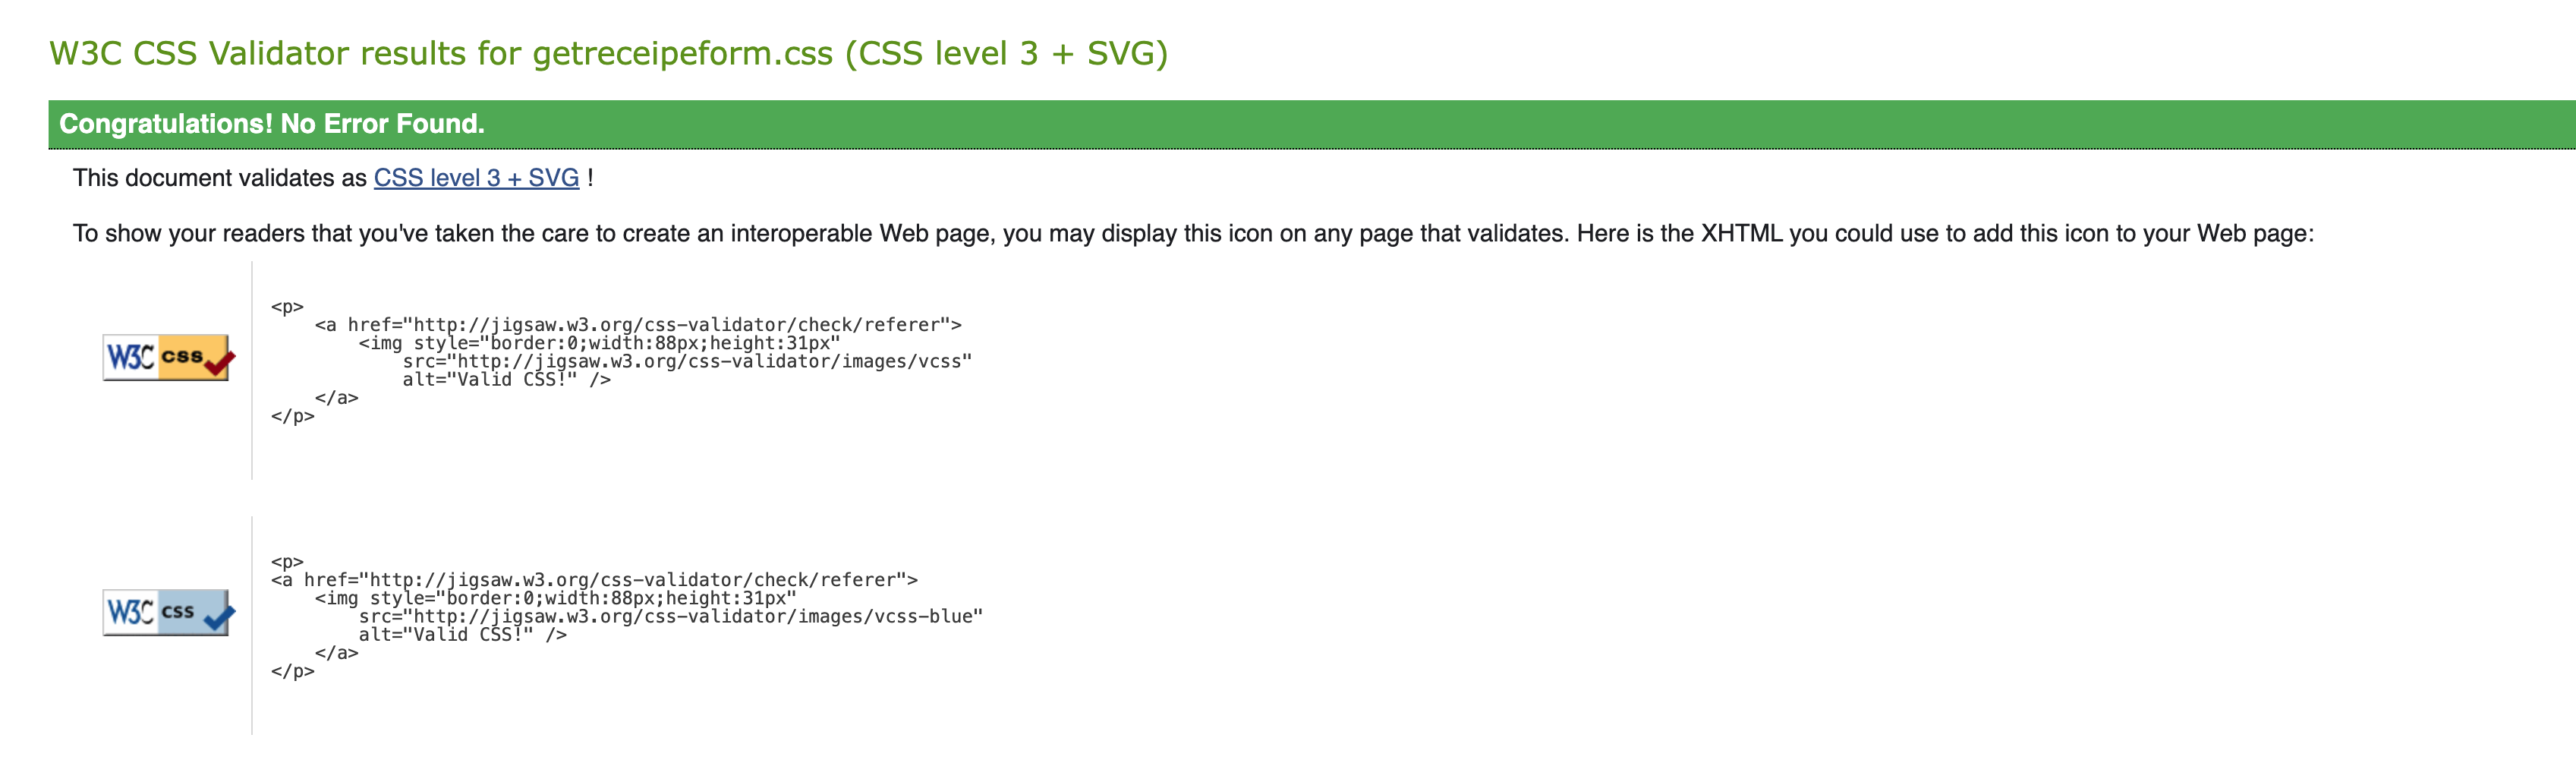 W3C CSS Validator results for getreceipeform.css (CSS level 3 + SVG)
Congratulations! No Error Found.
This document validates as CSS level 3 + SVG !
To show your readers that you've taken the care to create an interoperable Web page, you may display this icon on any page that validates. Here is the XHTML you could use to add this icon to your Web page:
W3C css
<p>
    <a href="http://jigsaw.w3.org/css-validator/check/referer">
        <img style="border:0;width:88px;height:31px"
            src="http://jigsaw.w3.org/css-validator/images/vcss"
            alt="Valid CSS!" />
    </a>
</p>
W3C css
<p>
<a href="http://jigsaw.w3.org/css-validator/check/referer">
    <img style="border:0;width:88px;height:31px"
        src="http://jigsaw.w3.org/css-validator/images/vcss-blue"
        alt="Valid CSS!" />
    </a>
</p>